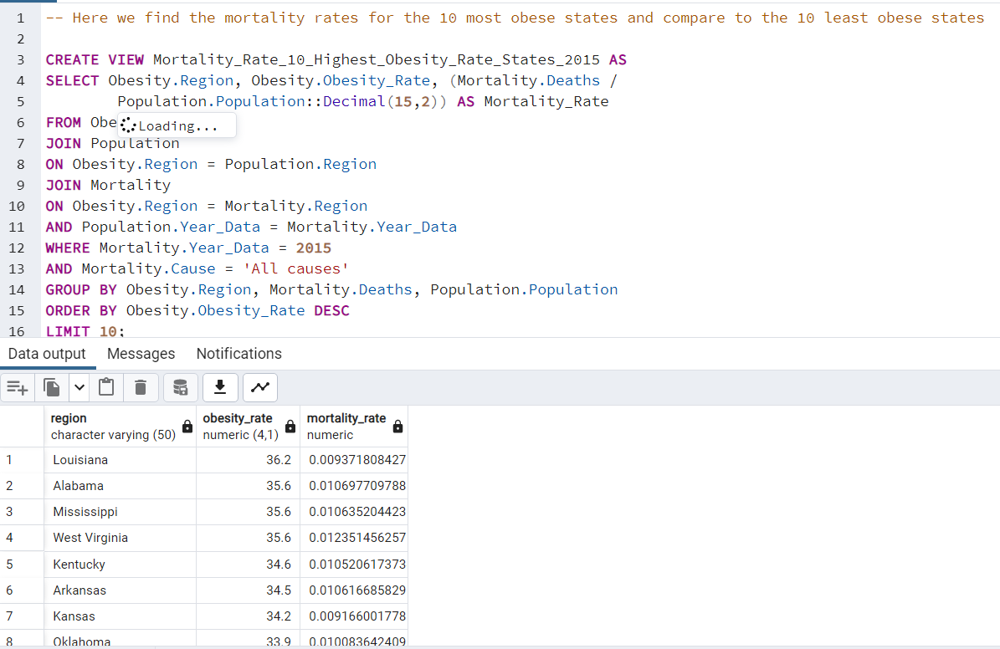 1 -- Here we find the mortality rates for the 10 most obese states and compare to the 10 least obese states
2
3 CREATE VIEW Mortality_Rate_10_Highest_Obesity_Rate_States_2015 AS
4 SELECT Obesity.Region, Obesity.Obesity_Rate, (Mortality.Deaths /
5 Population.Population::Decimal(15,2)) AS Mortality_Rate
6 FROM Obe
Loading...
7 JOIN Population
8 ON Obesity.Region = Population.Region
9 JOIN Mortality
10 ON Obesity.Region = Mortality.Region
11 AND Population.Year_Data = Mortality.Year_Data
12 WHERE Mortality.Year_Data = 2015
13 AND Mortality.Cause = 'All causes'
14 GROUP BY Obesity.Region, Mortality.Deaths, Population.Population
15 ORDER BY Obesity.Obesity_Rate DESC
16 LIMIT 10;
Data output Messages Notifications
region obesity_rate mortality_rate
character varying (50) numeric (4,1) numeric
1 Louisiana 36.2 0.009371808427
2 Alabama 35.6 0.010697709788
3 Mississippi 35.6 0.010635204423
4 West Virginia 35.6 0.012351456257
5 Kentucky 34.6 0.010520617373
6 Arkansas 34.5 0.010616685829
7 Kansas 34.2 0.009166001778
8 Oklahoma 33.9 0.010083642409